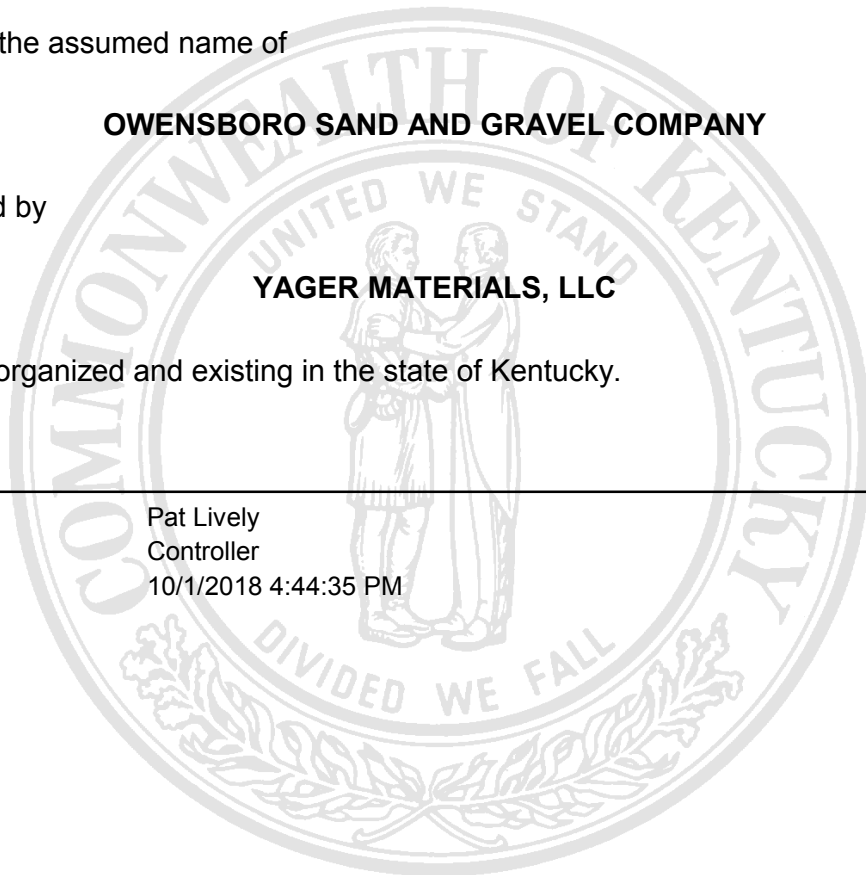 the assumed name of
OWENSBORO SAND AND GRAVEL COMPANY
d by
YAGER MATERIALS, LLC
organized and existing in the state of Kentucky.
Pat Lively
Controller
10/1/2018 4:44:35 PM
COMMONWEALTH OF KENTUCKY
UNITED WE STAND
DIVIDED WE FALL